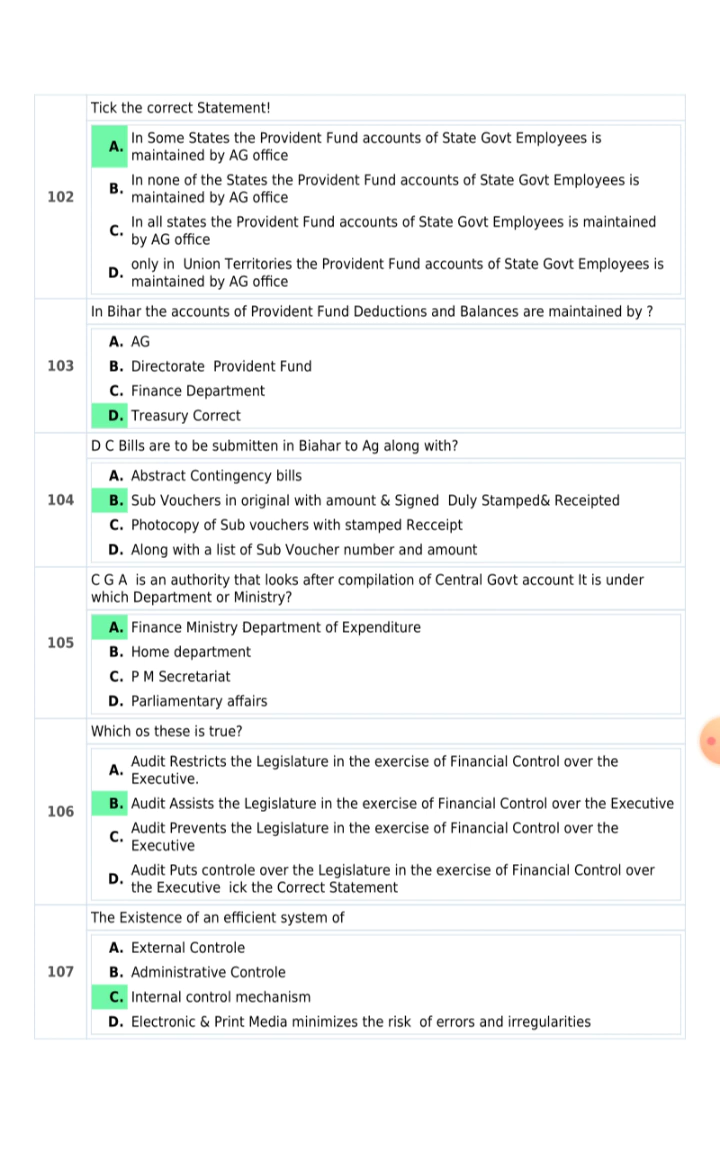 Tick the correct Statement!
102
A. In Some States the Provident Fund accounts of State Govt Employees is
maintained by AG office
B. In none of the States the Provident Fund accounts of State Govt Employees is
maintained by AG office
C. In all states the Provident Fund accounts of State Govt Employees is maintained
by AG office
D. only in Union Territories the Provident Fund accounts of State Govt Employees is
maintained by AG office
In Bihar the accounts of Provident Fund Deductions and Balances are maintained by ?
103
A. AG
B. Directorate Provident Fund
C. Finance Department
D. Treasury Correct
D C Bills are to be submitten in Biahar to Ag along with?
104
A. Abstract Contingency bills
B. Sub Vouchers in original with amount & Signed Duly Stamped& Receipted
C. Photocopy of Sub vouchers with stamped Recceipt
D. Along with a list of Sub Voucher number and amount
C G A is an authority that looks after compilation of Central Govt account It is under
which Department or Ministry?
105
A. Finance Ministry Department of Expenditure
B. Home department
C. P M Secretariat
D. Parliamentary affairs
Which os these is true?
106
A. Audit Restricts the Legislature in the exercise of Financial Control over the
Executive.
B. Audit Assists the Legislature in the exercise of Financial Control over the Executive
C. Audit Prevents the Legislature in the exercise of Financial Control over the
Executive
D. Audit Puts controle over the Legislature in the exercise of Financial Control over
the Executive ick the Correct Statement
The Existence of an efficient system of
107
A. External Controle
B. Administrative Controle
C. Internal control mechanism
D. Electronic & Print Media minimizes the risk of errors and irregularities